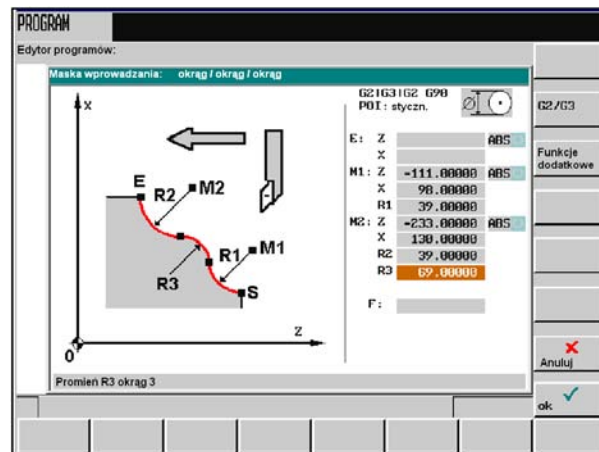 PROGRAM
Edytor programów:
Maska wprowadzania: okrąg / okrąg / okrąg
G2|G3|G2 G90
POI: styczn.
x
E
R2
M2
R1
M1
R3
S
z
0
E: Z ABS
X
M1: Z -111.00000 ABS
X 98.00000
R1 39.00000
M2: Z -233.00000 ABS
X 130.00000
R2 39.00000
R3 69.00000
F:
Promień R3 okrąg 3
G2/G3
Funkcje
dodatkowe
Anuluj
ok